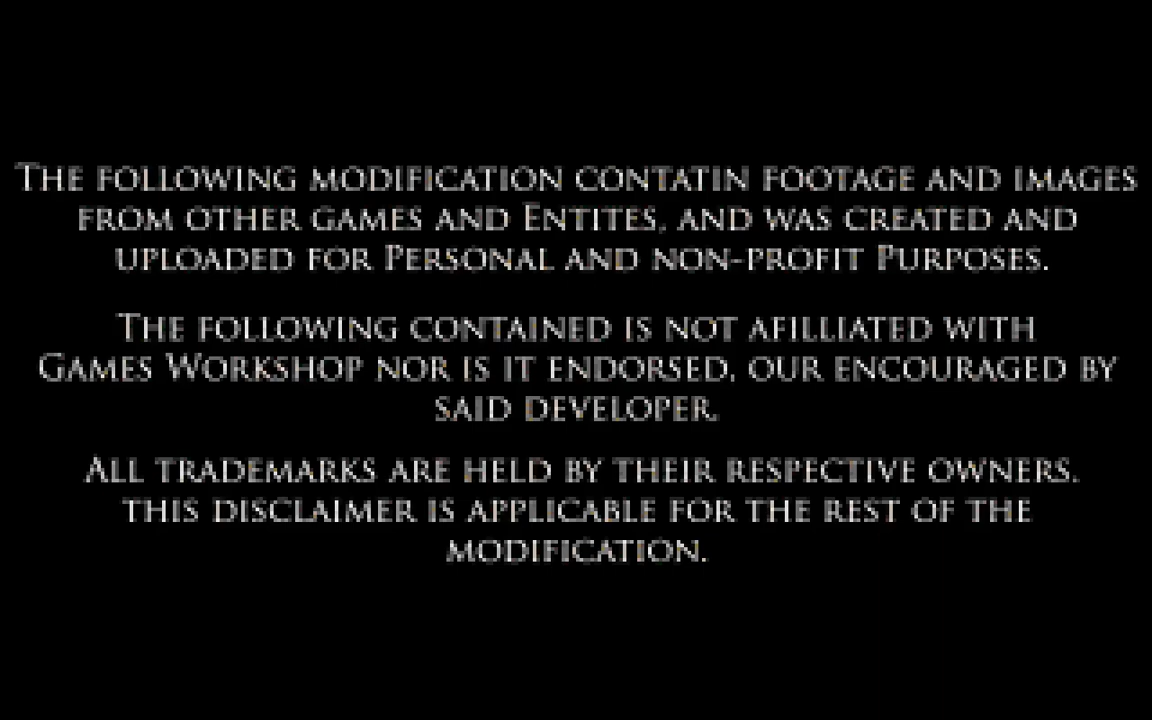 The following modification contatin footage and images
from other games and Entites, and was created and
uploaded for Personal and non-profit Purposes.
The following contained is not afilliated with
Games Workshop nor is it endorsed, our encouraged by
said developer.
All trademarks are held by their respective owners.
this disclaimer is applicable for the rest of the
modification.